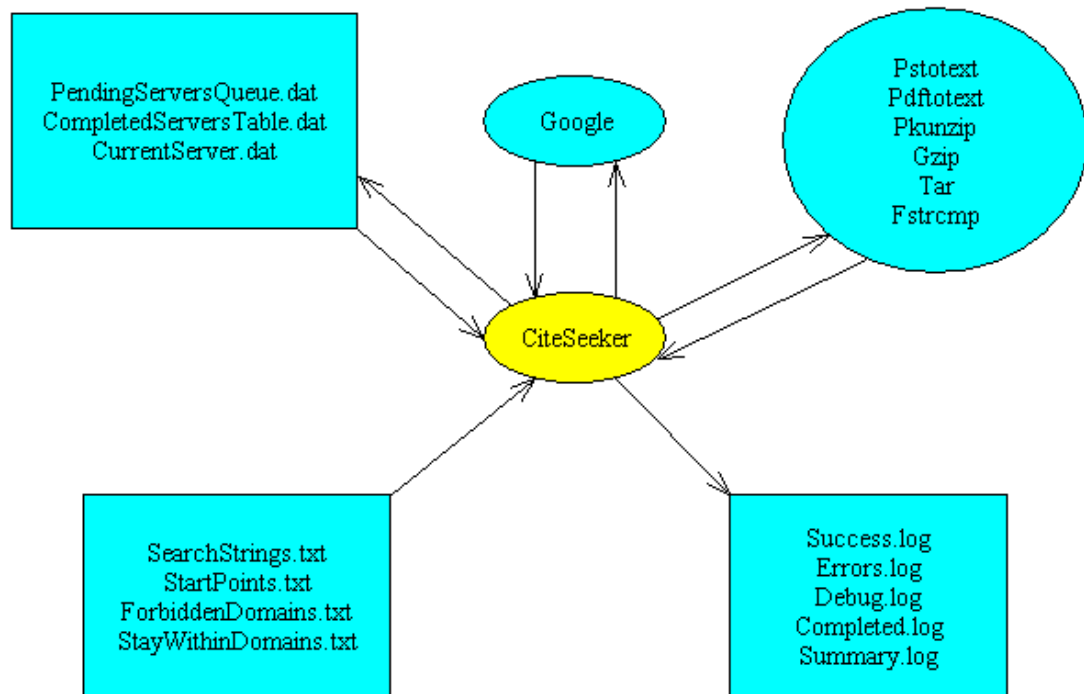 PendingServersQueue.dat
CompletedServersTable.dat
CurrentServer.dat
Google
Pstotext
Pdftotext
Pkunzip
Gzip
Tar
Fstrcmp
CiteSeeker
SearchStrings.txt
StartPoints.txt
ForbiddenDomains.txt
StayWithinDomains.txt
Success.log
Errors.log
Debug.log
Completed.log
Summary.log